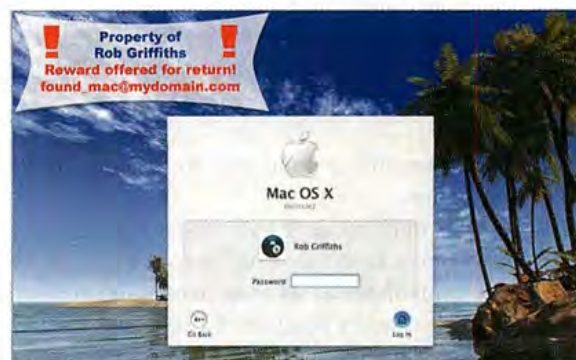 ! Property of !
Rob Griffiths
Reward offered for return!
found_mac@mydomain.com
Mac OS X
Rob Griffiths
Password
Go Back
Log In